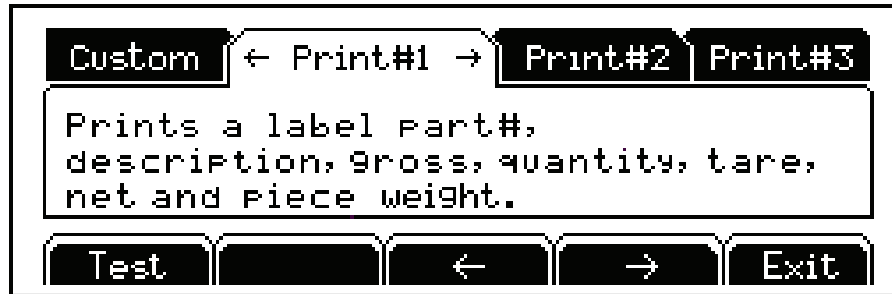 Custom ← Print#1 → Print#2 Print#3
Prints a label part#,
description, gross, quantity, tare,
net and piece weight.
Test ← → Exit